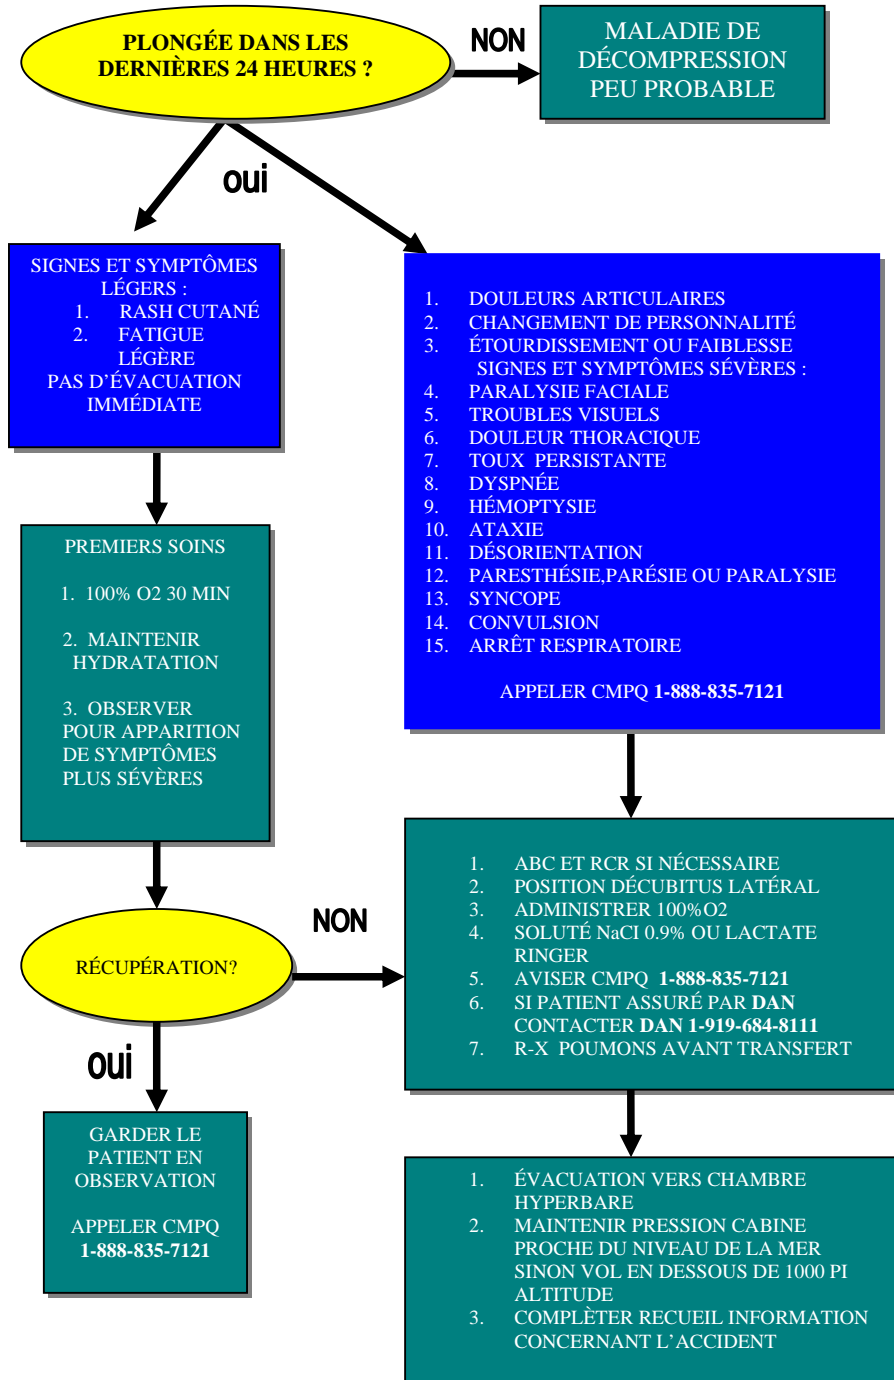 PLONGÉE DANS LES
DERNIÈRES 24 HEURES ?
NON
MALADIE DE
DÉCOMPRESSION
PEU PROBABLE
oui
SIGNES ET SYMPTÔMES
LÉGERS :
1. RASH CUTANÉ
2. FATIGUE
LÉGÈRE
PAS D'ÉVACUATION
IMMÉDIATE
1. DOULEURS ARTICULAIRES
2. CHANGEMENT DE PERSONNALITÉ
3. ÉTOURDISSEMENT OU FAIBLESSE
SIGNES ET SYMPTÔMES SÉVÈRES :
4. PARALYSIE FACIALE
5. TROUBLES VISUELS
6. DOULEUR THORACIQUE
7. TOUX PERSISTANTE
8. DYSPNÉE
9. HÉMOPTYSIE
10. ATAXIE
11. DÉSORIENTATION
12. PARESTHÉSIE,PARÉSIE OU PARALYSIE
13. SYNCOPE
14. CONVULSION
15. ARRÊT RESPIRATOIRE
APPELER CMPQ 1-888-835-7121
PREMIERS SOINS
1. 100% O2 30 MIN
2. MAINTENIR
HYDRATATION
3. OBSERVER
POUR APPARITION
DE SYMPTÔMES
PLUS SÉVÈRES
RÉCUPÉRATION?
NON
1. ABC ET RCR SI NÉCESSAIRE
2. POSITION DÉCUBITUS LATÉRAL
3. ADMINISTRER 100%O2
4. SOLUTÉ NaCl 0.9% OU LACTATE
RINGER
5. AVISER CMPQ 1-888-835-7121
6. SI PATIENT ASSURÉ PAR DAN
CONTACTER DAN 1-919-684-8111
7. R-X POUMONS AVANT TRANSFERT
oui
GARDER LE
PATIENT EN
OBSERVATION
APPELER CMPQ
1-888-835-7121
1. ÉVACUATION VERS CHAMBRE
HYPERBARE
2. MAINTENIR PRESSION CABINE
PROCHE DU NIVEAU DE LA MER
SINON VOL EN DESSOUS DE 1000 PI
ALTITUDE
3. COMPLÈTER RECUEIL INFORMATION
CONCERNANT L'ACCIDENT